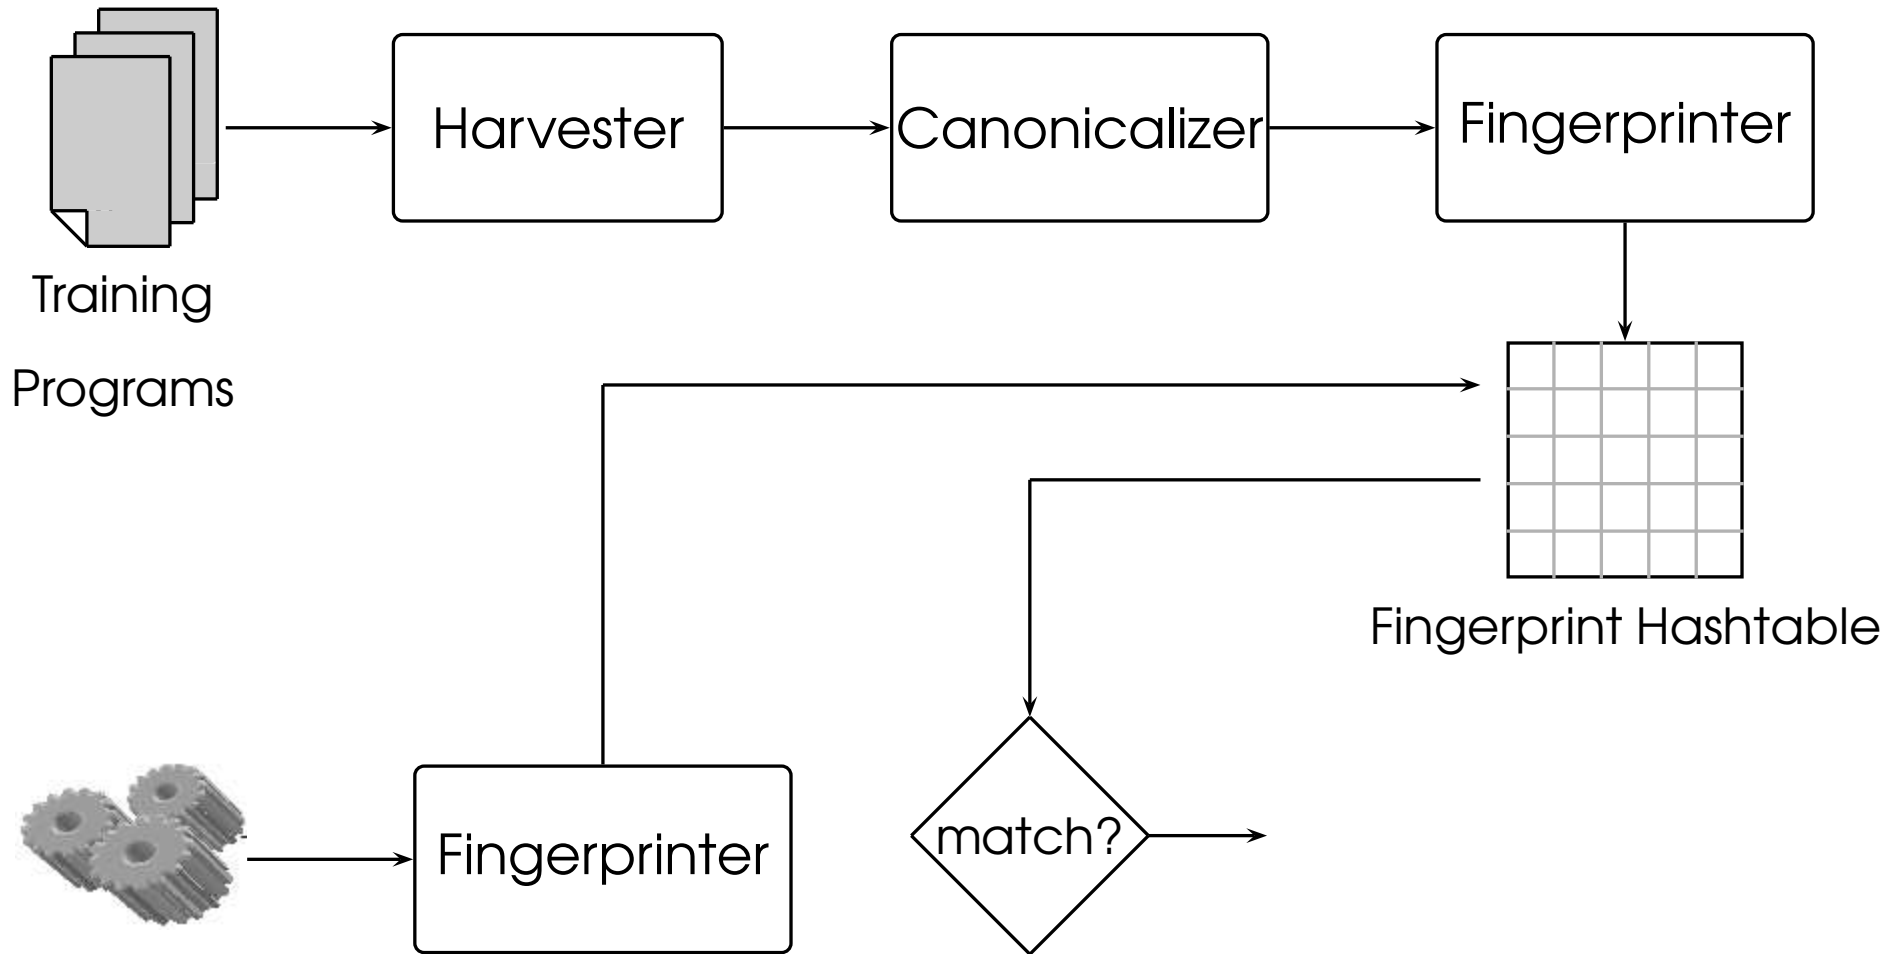 Harvester
Canonicalizer
Fingerprinter
Training
Programs
Fingerprint Hashtable
Fingerprinter
match?